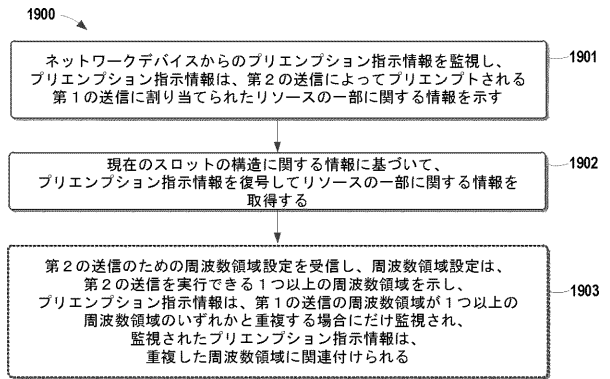 1900
ネットワークデバイスからのプリエンプション指示情報を監視し、
プリエンプション指示情報は、第2の送信によってプリエンプトされる
第1の送信に割り当てられたリソースの一部に関する情報を示す
1901
現在のスロットの構造に関する情報に基づいて、
プリエンプション指示情報を復号してリソースの一部に関する情報を
取得する
1902
第2の送信のための周波数領域設定を受信し、周波数領域設定は、
第2の送信を実行できる1つ以上の周波数領域を示し、
プリエンプション指示情報は、第1の送信の周波数領域が1つ以上の
周波数領域のいずれかと重複する場合にだけ監視され、
監視されたプリエンプション指示情報は、
重複した周波数領域に関連付けられる
1903